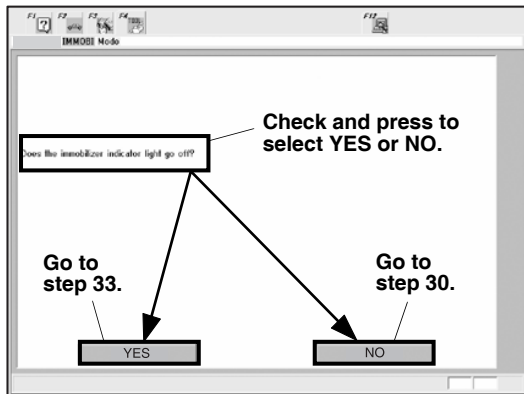 F1 F2 F3 F4 F12
IMMOBI Mode
Check and press to
select YES or NO.
Does the immobilizer indicator light go off?
Go to
step 33.
Go to
step 30.
YES
NO